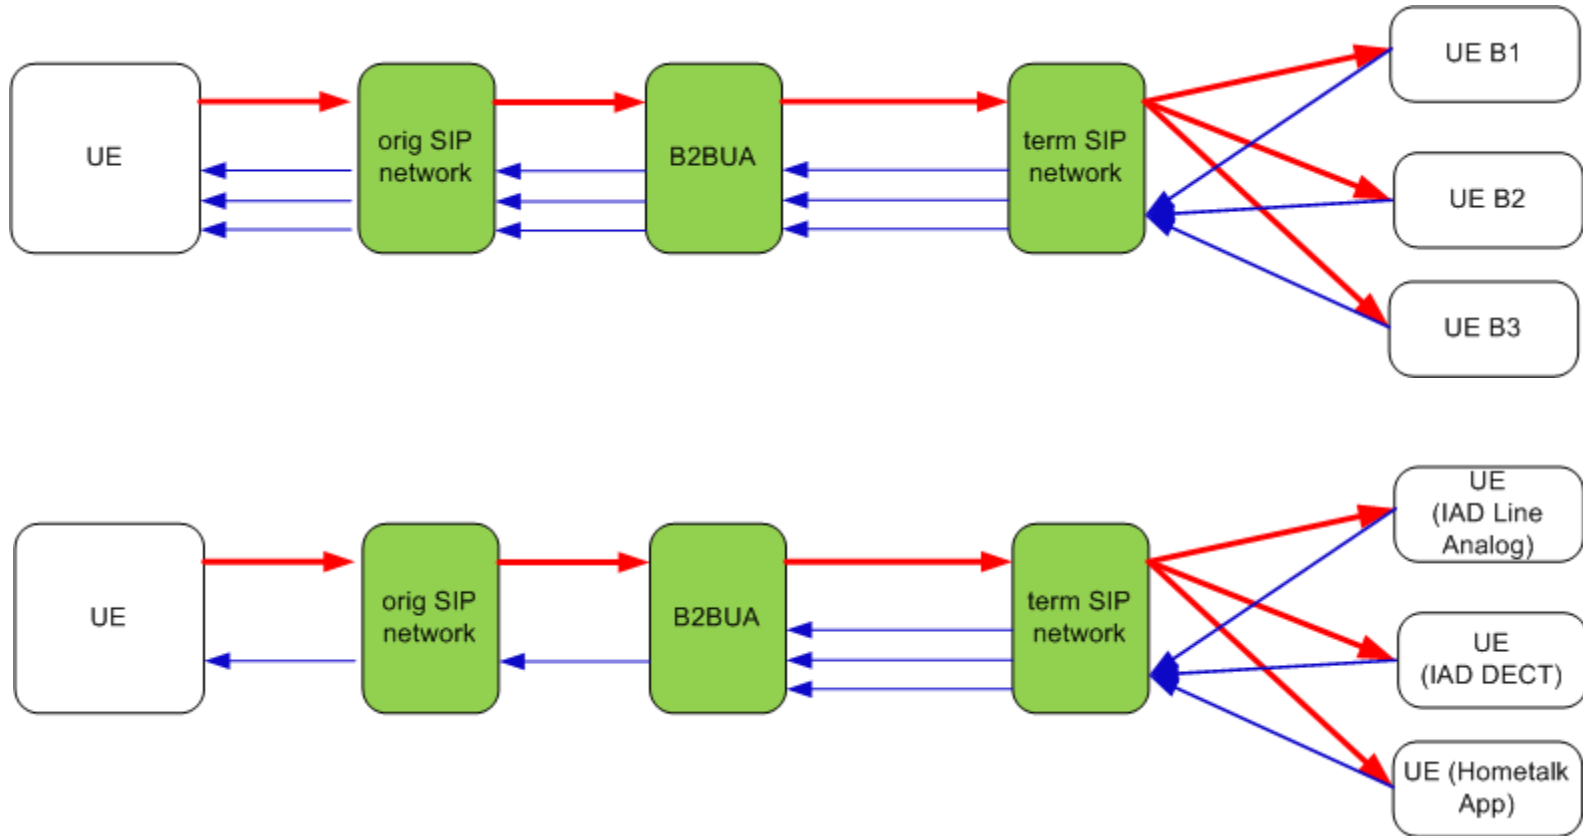 UE
orig SIP
network
B2BUA
term SIP
network
UE B1
UE B2
UE B3
UE
orig SIP
network
B2BUA
term SIP
network
UE
(IAD Line
Analog)
UE
(IAD DECT)
UE (Hometalk
App)